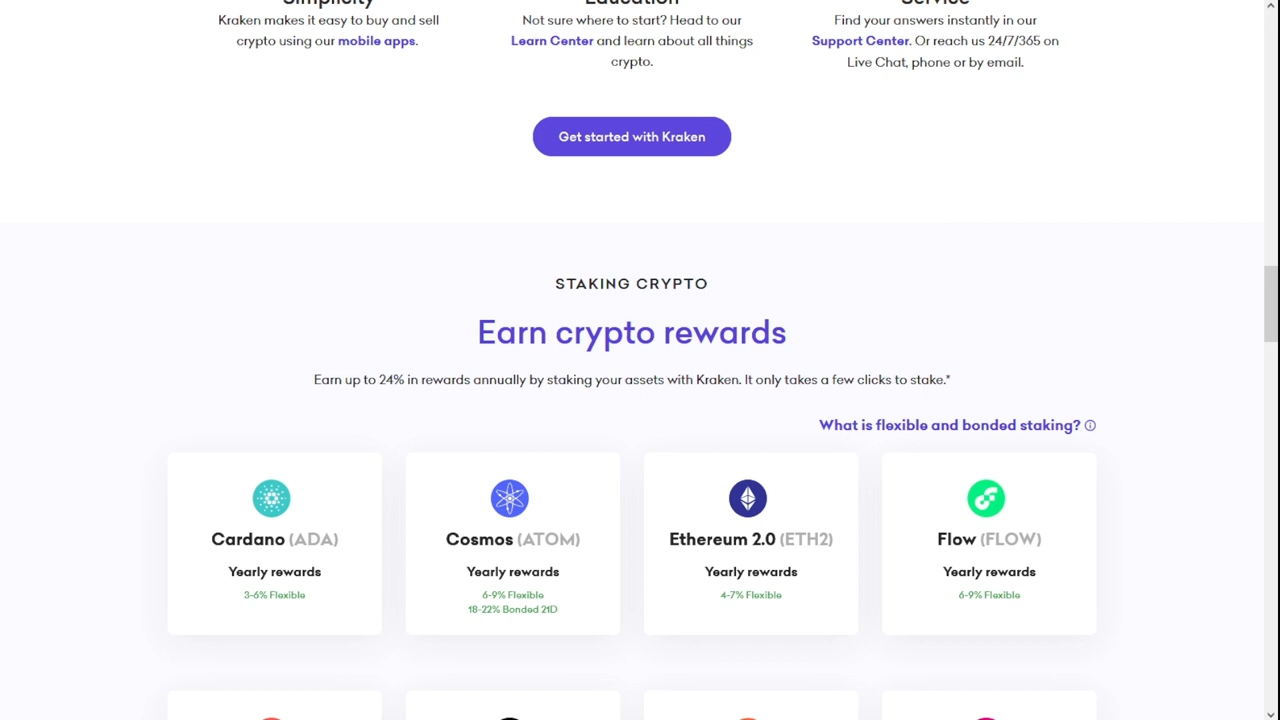 Simplicity
Education
Service
Kraken makes it easy to buy and sell
crypto using our mobile apps.
Not sure where to start? Head to our
Learn Center and learn about all things
crypto.
Find your answers instantly in our
Support Center. Or reach us 24/7/365 on
Live Chat, phone or by email.
Get started with Kraken
STAKING CRYPTO
Earn crypto rewards
Earn up to 24% in rewards annually by staking your assets with Kraken. It only takes a few clicks to stake.*
What is flexible and bonded staking?
Cardano (ADA)
Yearly rewards
3-6% Flexible
Cosmos (ATOM)
Yearly rewards
6-9% Flexible
18-22% Bonded 21D
Ethereum 2.0 (ETH2)
Yearly rewards
4-7% Flexible
Flow (FLOW)
Yearly rewards
6-9% Flexible